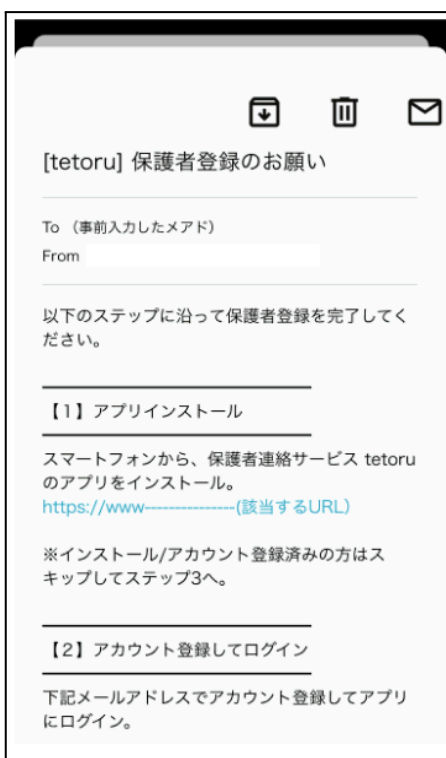 [tetoru] 保護者登録のお願い
To （事前入力したメアド）
From
以下のステップに沿って保護者登録を完了してく
ださい。
【1】アプリインストール
スマートフォンから、保護者連絡サービス tetoru
のアプリをインストール。
https://www---------------(該当するURL）
※インストール/アカウント登録済みの方はス
キップしてステップ3へ。
【2】アカウント登録してログイン
下記メールアドレスでアカウント登録してアプリ
にログイン。